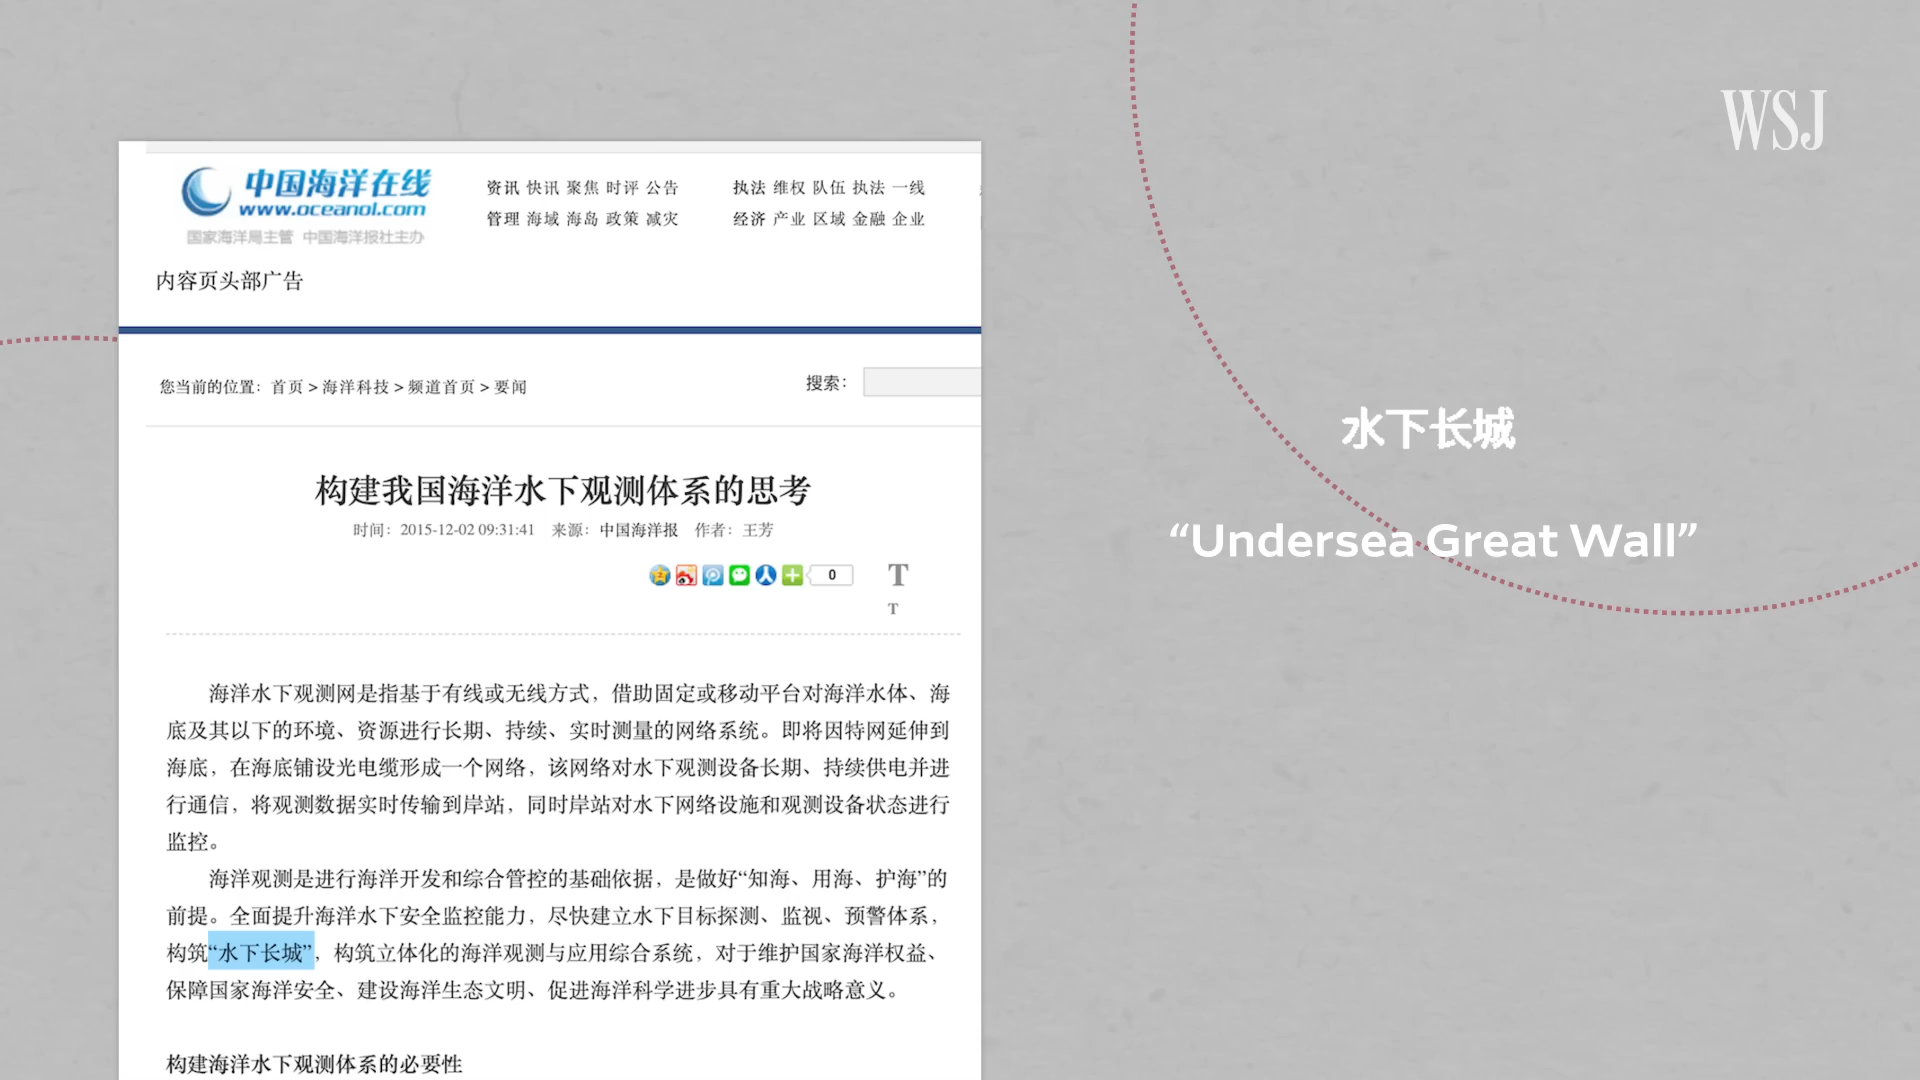 WSJ
中国海洋在线
www.oceanol.com
国家海洋局主管 中国海洋报社主办
资讯 快讯 聚焦 时评 公告
管理 海域 海岛 政策 减灾
执法 维权 队伍 执法 一线
经济 产业 区域 金融 企业
内容页头部广告
您当前的位置：首页 > 海洋科技 > 频道首页 > 要闻
搜索：
构建我国海洋水下观测体系的思考
时间：2015-12-02 09:31:41 来源：中国海洋报 作者：王芳
0
T
T
海洋水下观测网是指基于有线或无线方式，借助固定或移动平台对海洋水体、海
底及其以下的环境、资源进行长期、持续、实时测量的网络系统。即将因特网延伸到
海底，在海底铺设光电缆形成一个网络，该网络对水下观测设备长期、持续供电并进
行通信，将观测数据实时传输到岸站，同时岸站对水下网络设施和观测设备状态进行
监控。
海洋观测是进行海洋开发和综合管控的基础依据，是做好“知海、用海、护海”的
前提。全面提升海洋水下安全监控能力，尽快建立水下目标探测、监视、预警体系，
构筑“水下长城”，构筑立体化的海洋观测与应用综合系统，对于维护国家海洋权益、
保障国家海洋安全、建设海洋生态文明、促进海洋科学进步具有重大战略意义。
构建海洋水下观测体系的必要性
水下长城
“Undersea Great Wall”